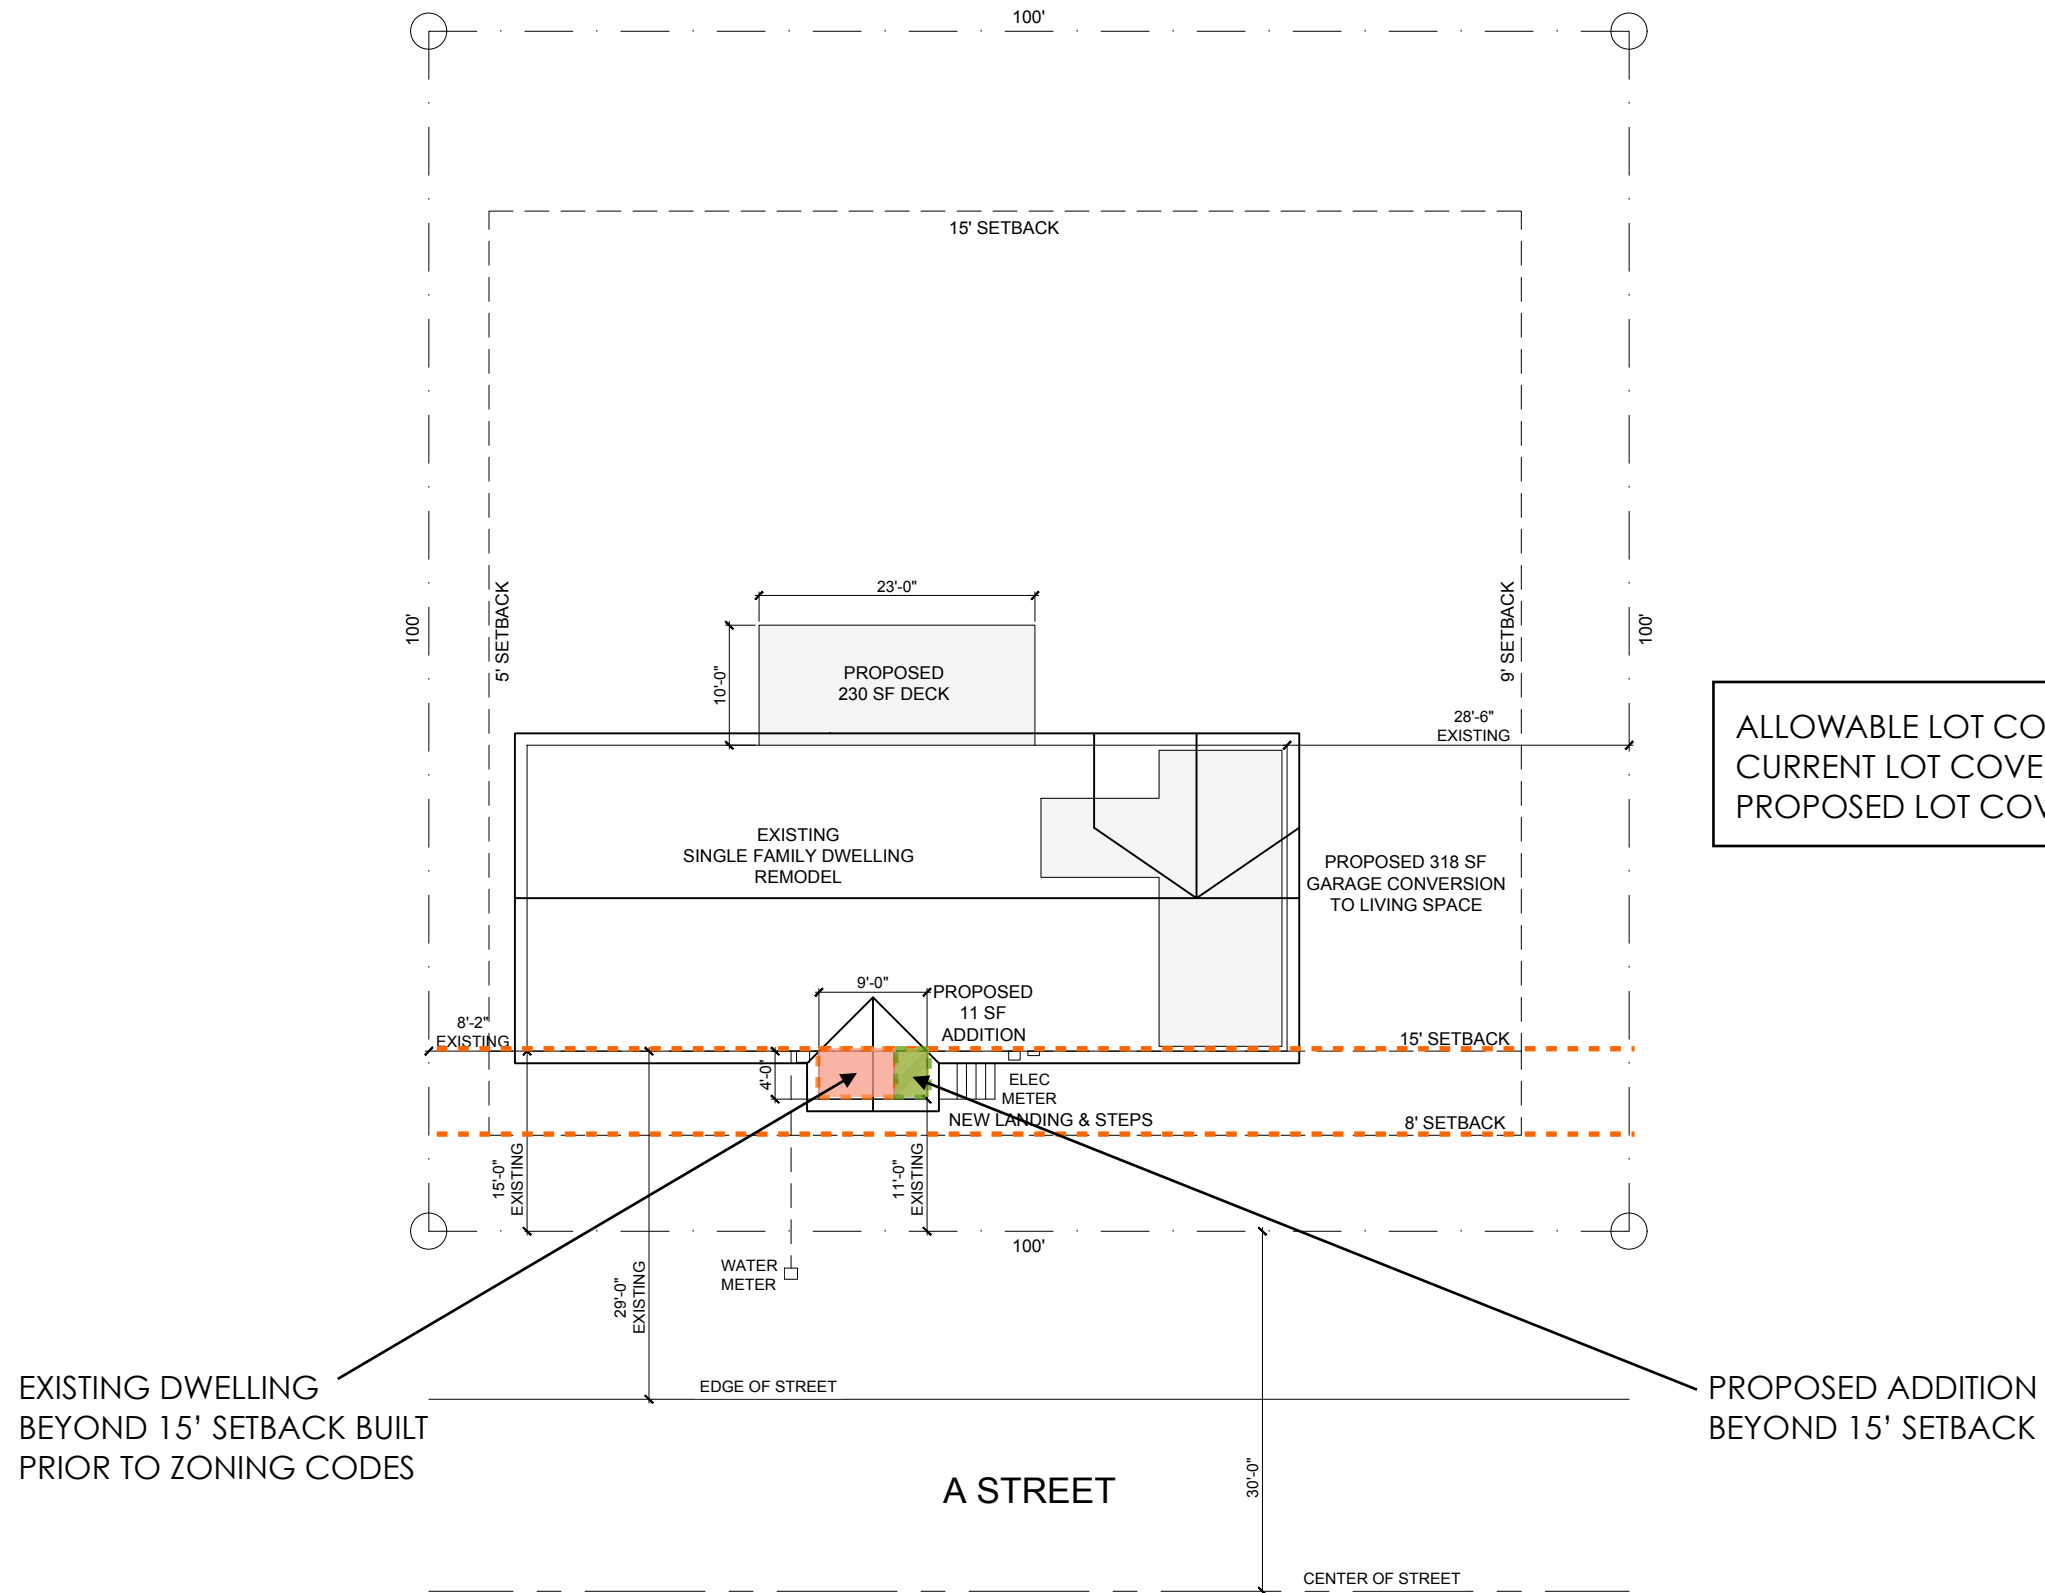 100'
15' SETBACK
23'-0"
100'
5' SETBACK
9' SETBACK
100'
10'-0"
PROPOSED
230 SF DECK
28'-6"
EXISTING
ALLOWABLE LOT CO
CURRENT LOT COVE
PROPOSED LOT COV
EXISTING
SINGLE FAMILY DWELLING
REMODEL
PROPOSED 318 SF
GARAGE CONVERSION
TO LIVING SPACE
9'-0"
PROPOSED
11 SF
ADDITION
8'-2"
EXISTING
15' SETBACK
4'-0"
ELEC
METER
NEW LANDING & STEPS
8' SETBACK
15'-0"
EXISTING
11'-0"
EXISTING
100'
WATER
METER
29'-0"
EXISTING
EDGE OF STREET
EXISTING DWELLING
BEYOND 15’ SETBACK BUILT
PRIOR TO ZONING CODES
PROPOSED ADDITION
BEYOND 15’ SETBACK
A STREET
30'-0"
CENTER OF STREET